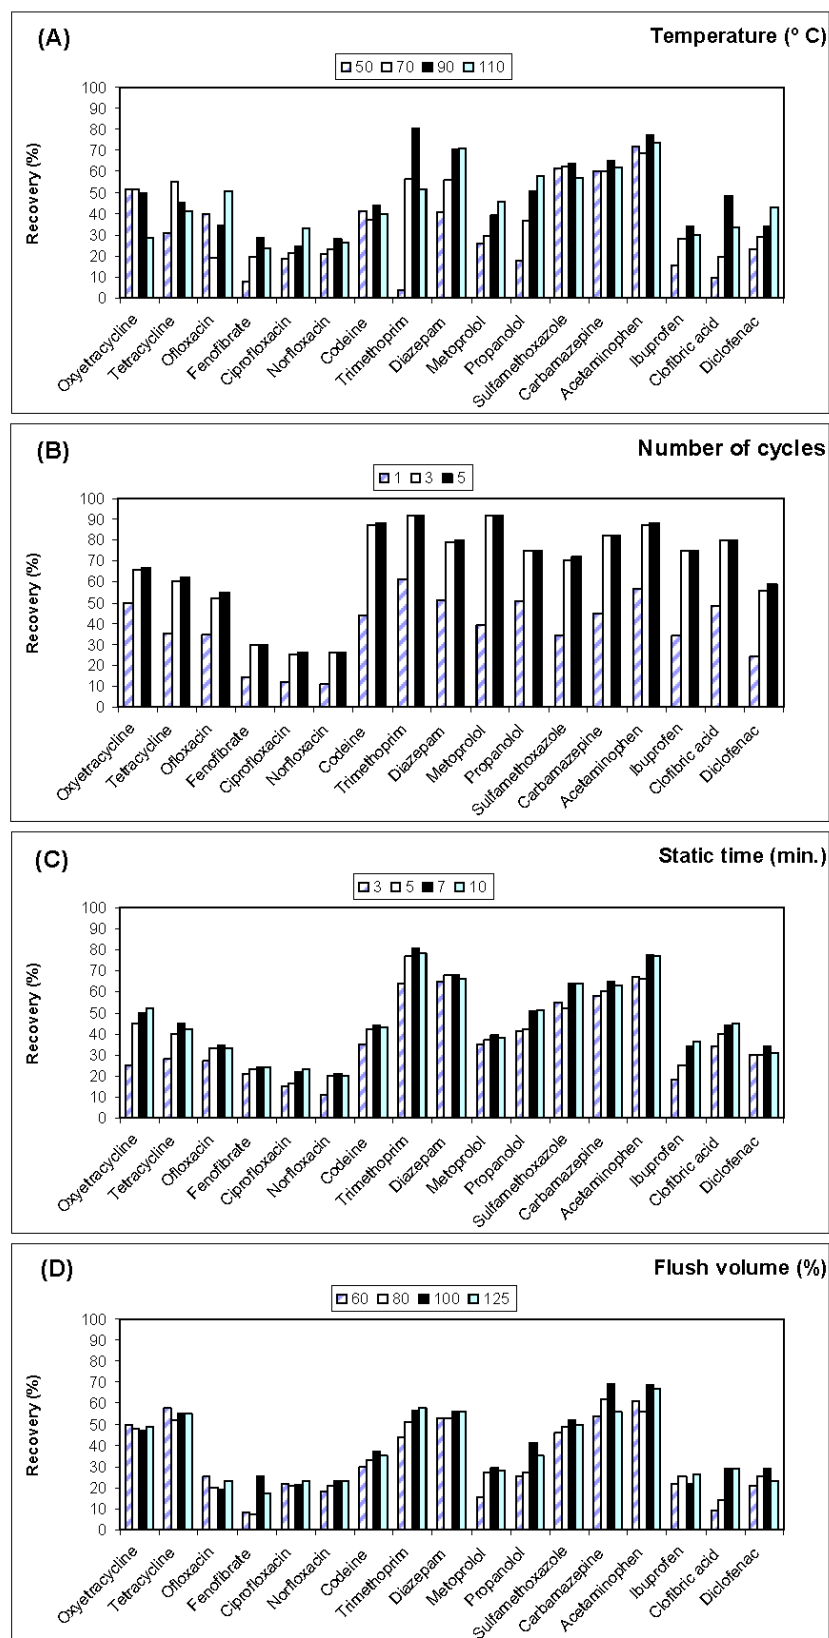 (A)
Temperature (º C)
50 70 90 110
Recovery (%)
100
90
80
70
60
50
40
30
20
10
0
Oxyetracycline
Tetracycline
Ofloxacin
Fenofibrate
Ciprofloxacin
Norfloxacin
Codeine
Trimethoprim
Diazepam
Metoprolol
Propanolol
Sulfamethoxazole
Carbamazepine
Acetaminophen
Ibuprofen
Clofibric acid
Diclofenac
(B)
Number of cycles
1 3 5
Recovery (%)
100
90
80
70
60
50
40
30
20
10
0
Oxyetracycline
Tetracycline
Ofloxacin
Fenofibrate
Ciprofloxacin
Norfloxacin
Codeine
Trimethoprim
Diazepam
Metoprolol
Propanolol
Sulfamethoxazole
Carbamazepine
Acetaminophen
Ibuprofen
Clofibric acid
Diclofenac
(C)
Static time (min.)
3 5 7 10
Recovery (%)
100
90
80
70
60
50
40
30
20
10
0
Oxyetracycline
Tetracycline
Ofloxacin
Fenofibrate
Ciprofloxacin
Norfloxacin
Codeine
Trimethoprim
Diazepam
Metoprolol
Propanolol
Sulfamethoxazole
Carbamazepine
Acetaminophen
Ibuprofen
Clofibric acid
Diclofenac
(D)
Flush volume (%)
60 80 100 125
Recovery (%)
100
90
80
70
60
50
40
30
20
10
0
Oxyetracycline
Tetracycline
Ofloxacin
Fenofibrate
Ciprofloxacin
Norfloxacin
Codeine
Trimethoprim
Diazepam
Metoprolol
Propanolol
Sulfamethoxazole
Carbamazepine
Acetaminophen
Ibuprofen
Clofibric acid
Diclofenac